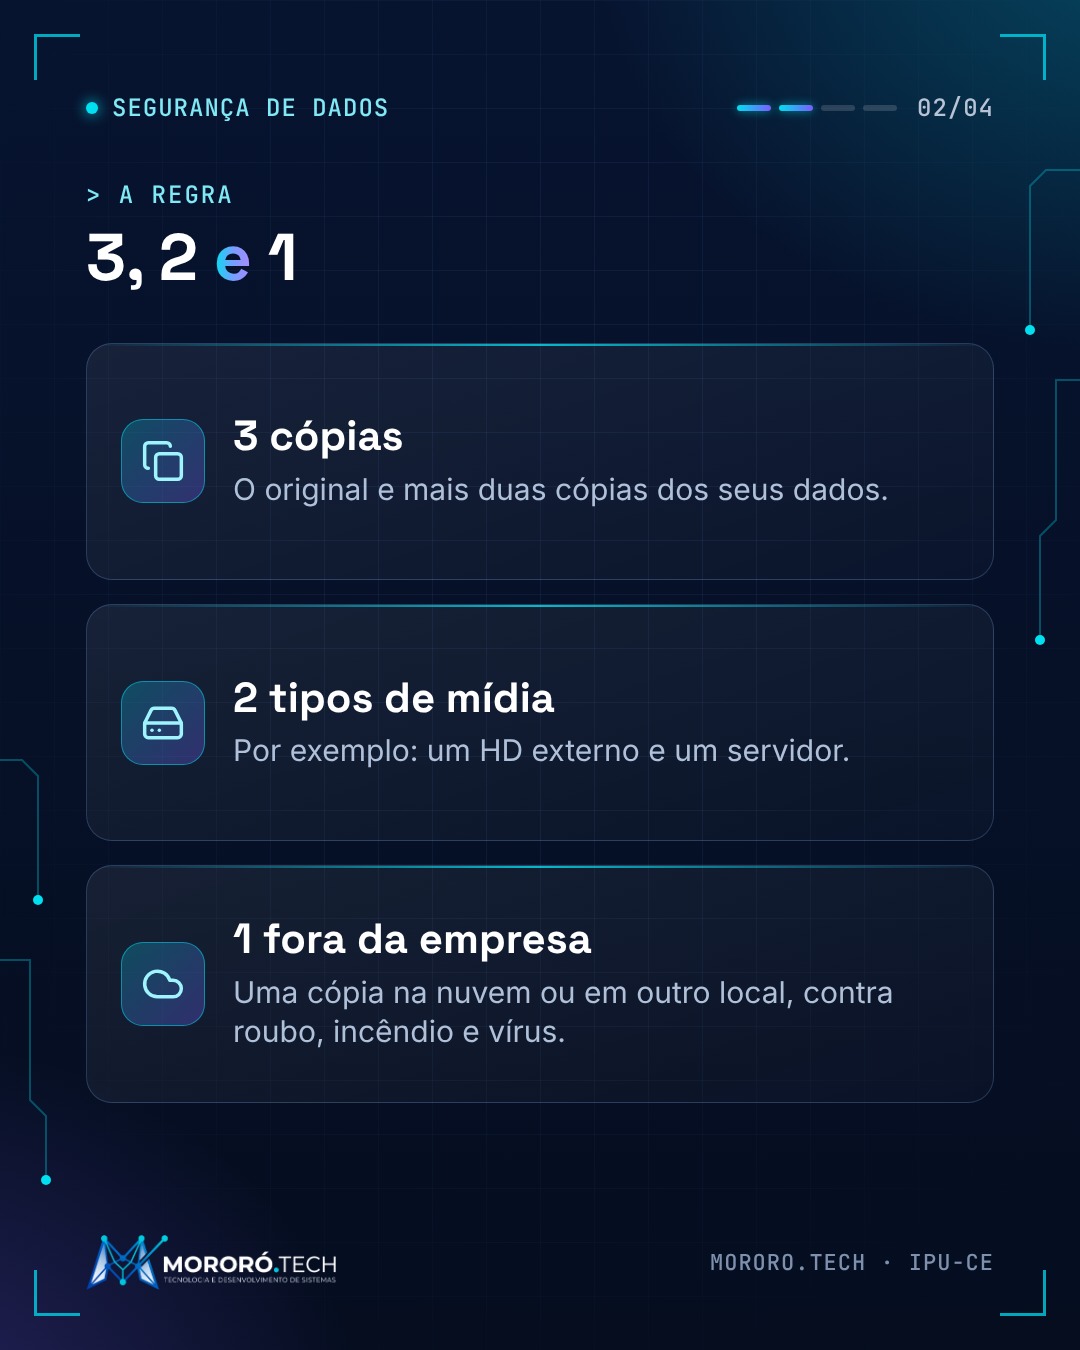 SEGURANÇA DE DADOS
02/04
> A REGRA
3, 2 e 1
3 cópias
O original e mais duas cópias dos seus dados.
2 tipos de mídia
Por exemplo: um HD externo e um servidor.
1 fora da empresa
Uma cópia na nuvem ou em outro local, contra
roubo, incêndio e vírus.
MORORÓ.TECH
TECNOLOGIA E DESENVOLVIMENTO DE SISTEMAS
MORORO.TECH · IPU-CE